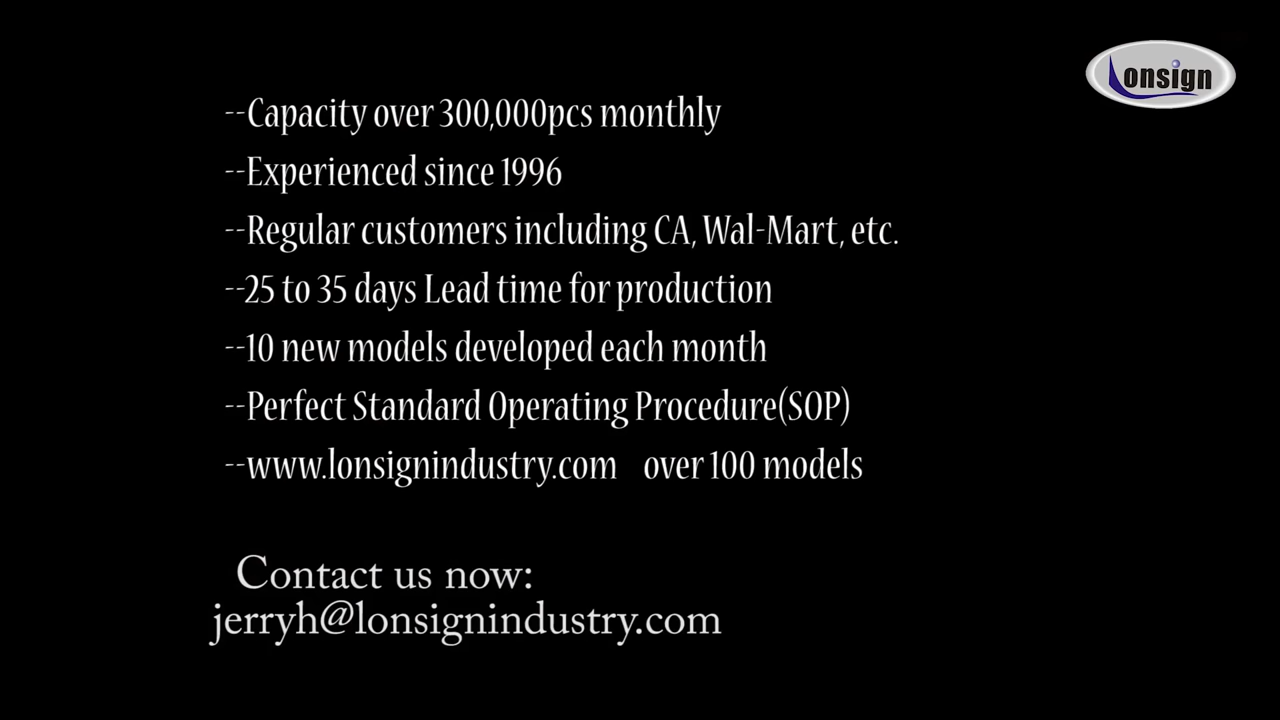 Lonsign
--Capacity over 300,000pcs monthly
--Experienced since 1996
--Regular customers including CA, Wal-Mart, etc.
--25 to 35 days Lead time for production
--10 new models developed each month
--Perfect Standard Operating Procedure(SOP)
--www.lonsignindustry.com over 100 models
Contact us now:
jerryh@lonsignindustry.com